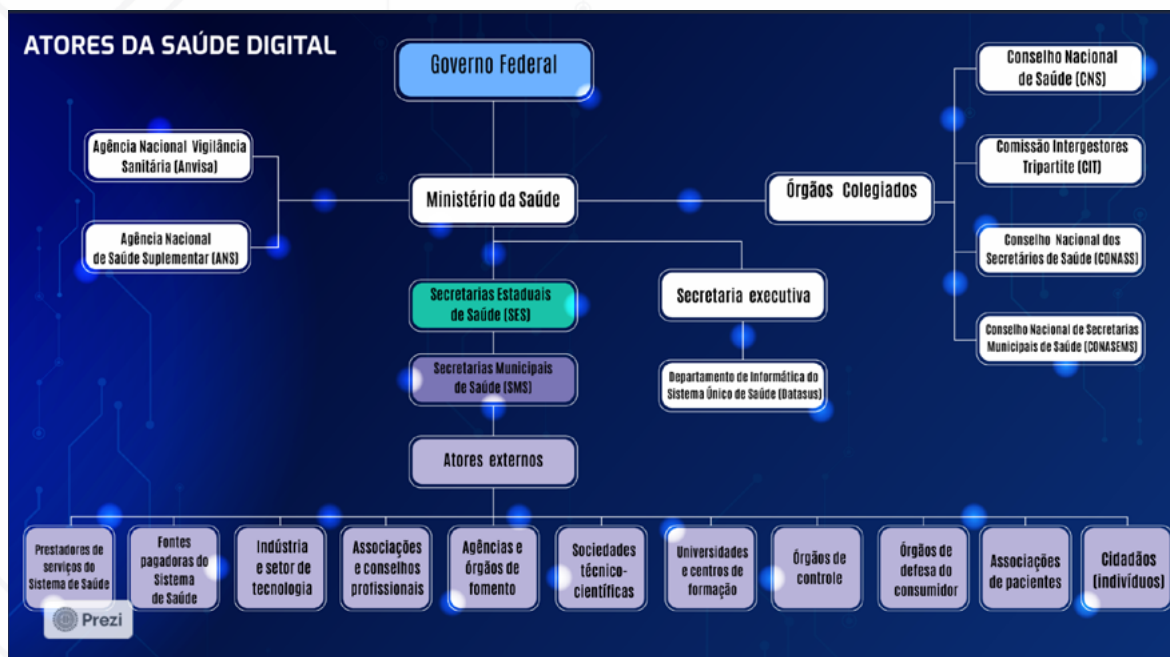 ATORES DA SAÚDE DIGITAL
Governo Federal
Conselho Nacional
de Saúde (CNS)
Agência Nacional Vigilância
Sanitária (Anvisa)
Comissão Intergestores
Tripartite (CIT)
Ministério da Saúde
Órgãos Colegiados
Agência Nacional
de Saúde Suplementar (ANS)
Conselho Nacional dos
Secretários de Saúde (CONASS)
Secretarias Estaduais
de Saúde (SES)
Secretaria executiva
Conselho Nacional de Secretarias
Municipais de Saúde (CONASEMS)
Secretarias Municipais
de Saúde (SMS)
Departamento de Informática do
Sistema Único de Saúde (Datasus)
Atores externos
Prestadores de
serviços do
Sistema de Saúde
Fontes
pagadoras do
Sistema
de Saúde
Indústria
e setor de
tecnologia
Associações
e conselhos
profissionais
Agências e
órgãos de
fomento
Sociedades
técnico-
científicas
Universidades
e centros de
formação
Órgãos de
controle
Órgãos de
defesa do
consumidor
Associações
de pacientes
Cidadãos
(indivíduos)
Prezi